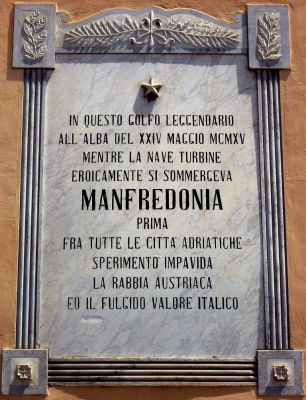 IN QUESTO GOLFO LEGGENDARIO
ALL'ALBA DEL XXIV MAGGIO MCMXV
MENTRE LA NAVE TURBINE
EROICAMENTE SI SOMMERGEVA
MANFREDONIA
PRIMA
FRA TUTTE LE CITTÀ ADRIATICHE
SPERIMENTO IMPAVIDA
LA RABBIA AUSTRIACA
ED IL FULGIDO VALORE ITALICO